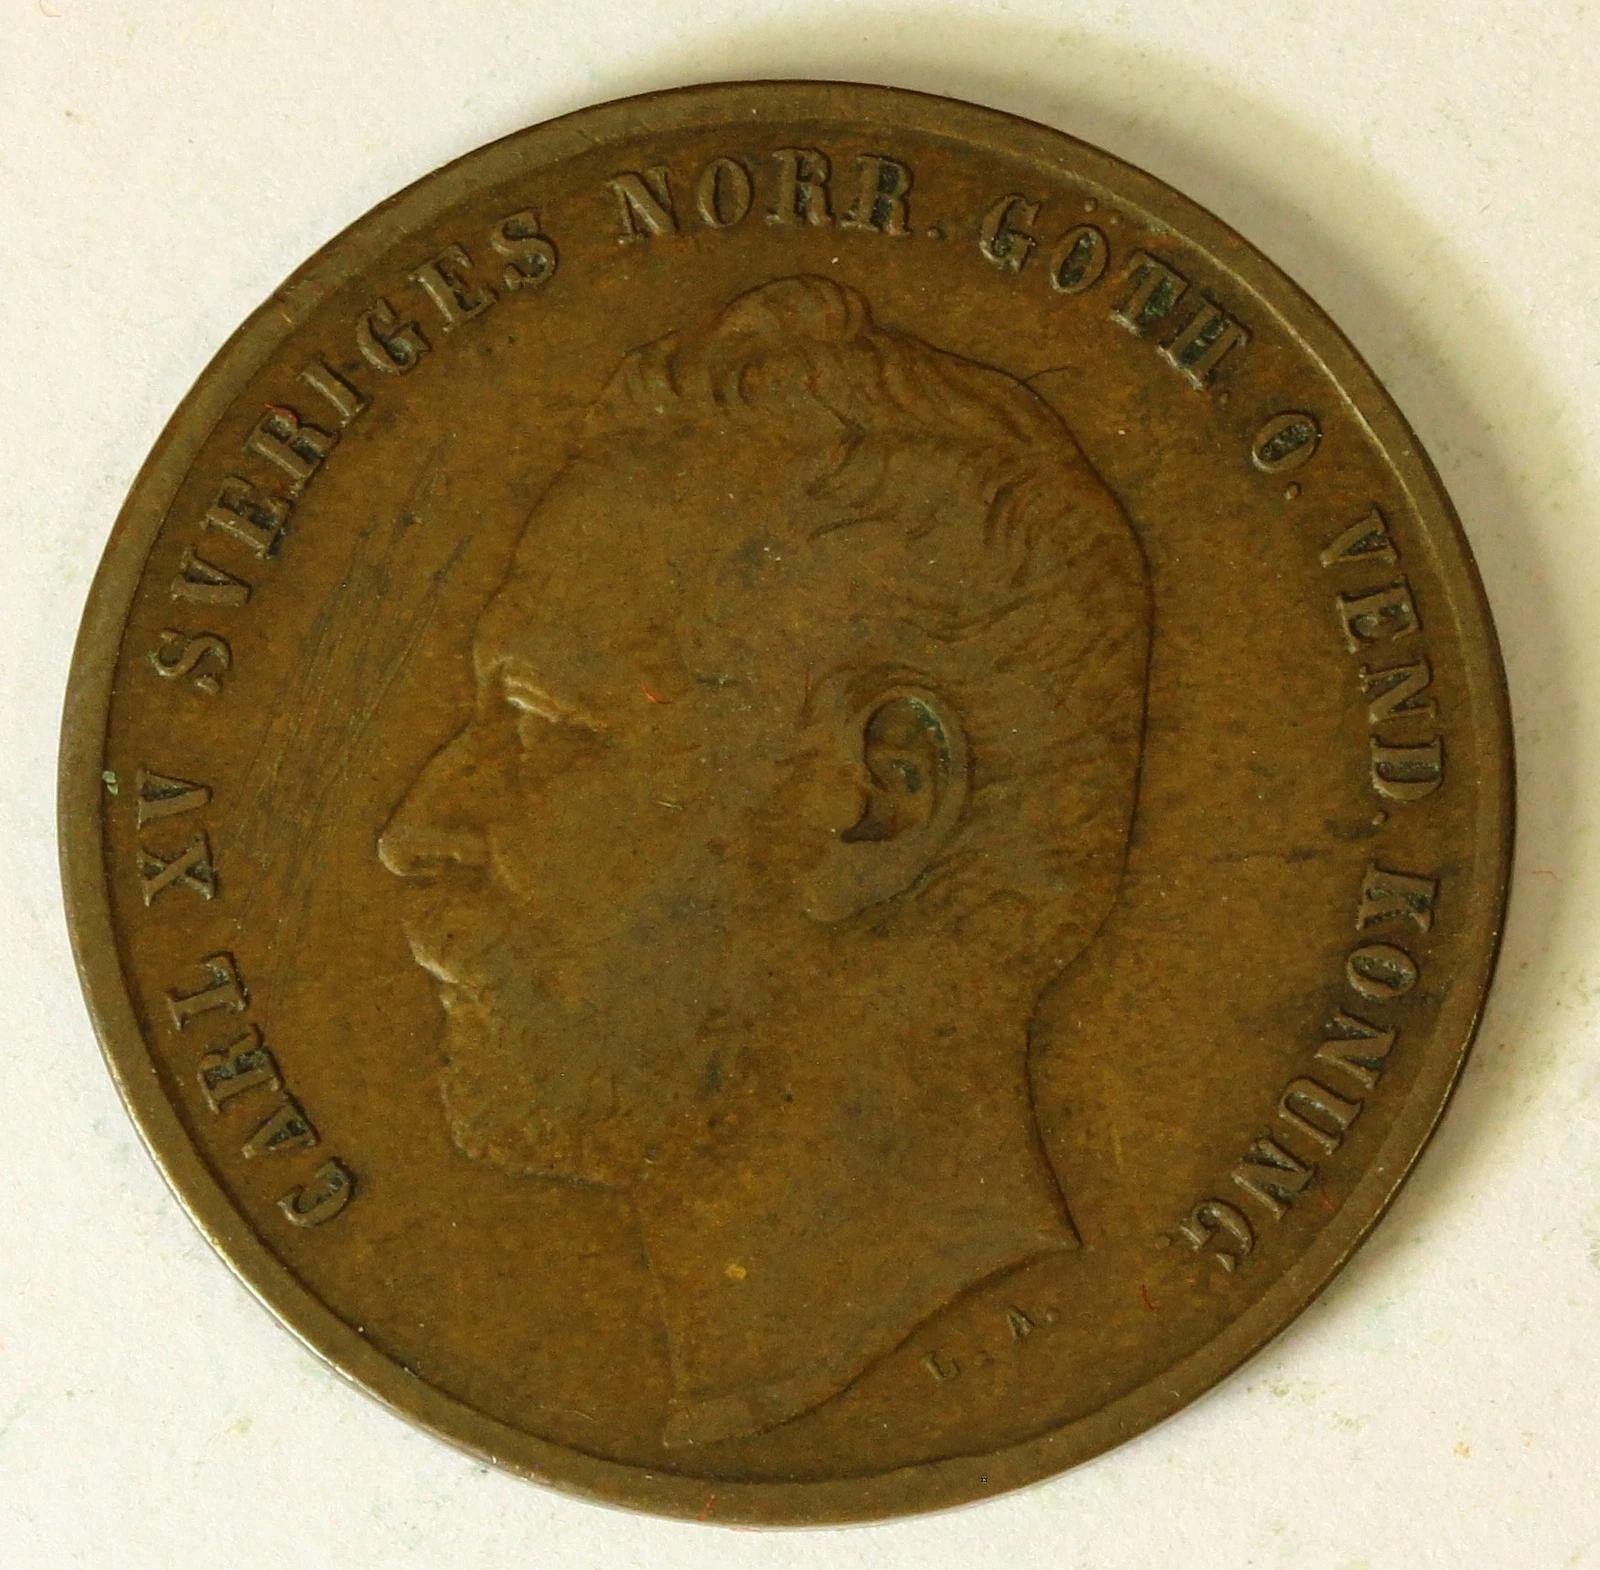 CARL XV SVERIGES NORR. GÖTH. O. VEND. KONUNG.
L. A.